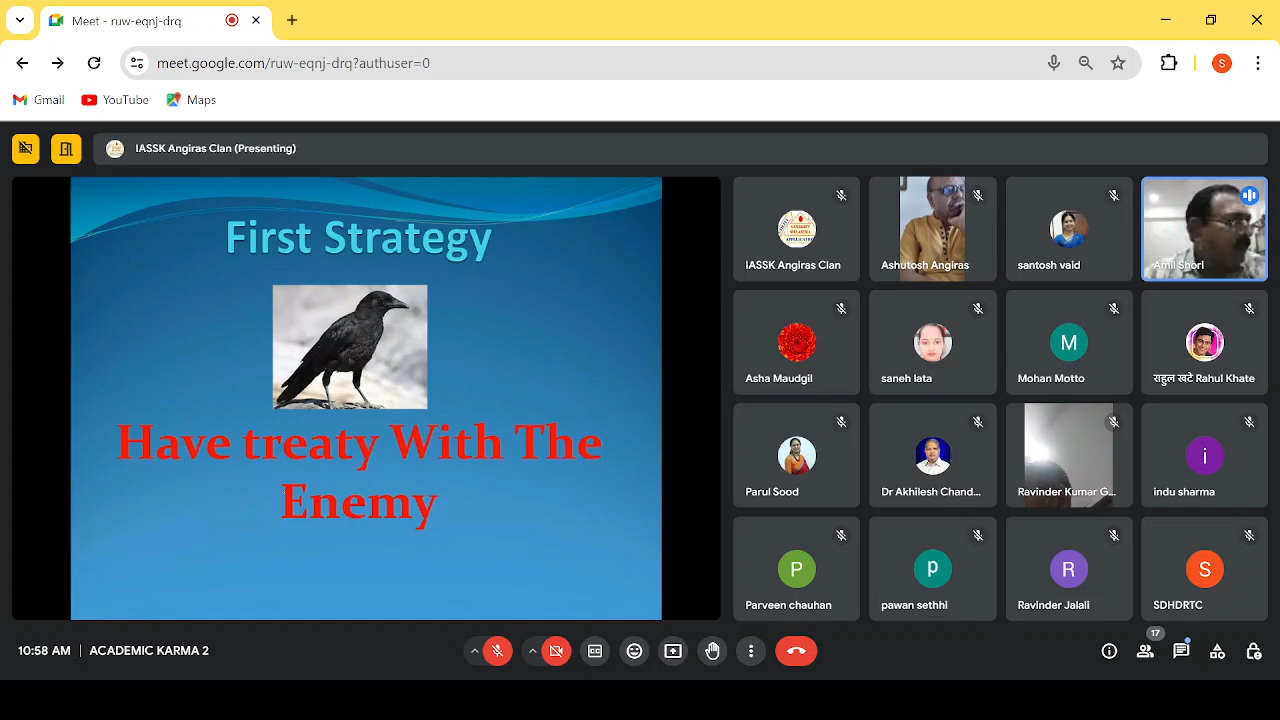 Meet - ruw-eqnj-drq
meet.google.com/ruw-eqnj-drq?authuser=0
S
Gmail
YouTube
Maps
IASSK Angiras Clan (Presenting)
First Strategy
Have treaty With The
Enemy
IASSK Angiras Clan
Ashutosh Angiras
santosh vaid
Amil Shori
Asha Maudgil
saneh lata
M
Mohan Motto
राहुल खटे Rahul Khate
Parul Sood
Dr Akhilesh Chand...
Ravinder Kumar G...
i
indu sharma
P
Parveen chauhan
p
pawan sethhi
R
Ravinder Jalali
S
SDHDRTC
10:58 AM
ACADEMIC KARMA 2
17